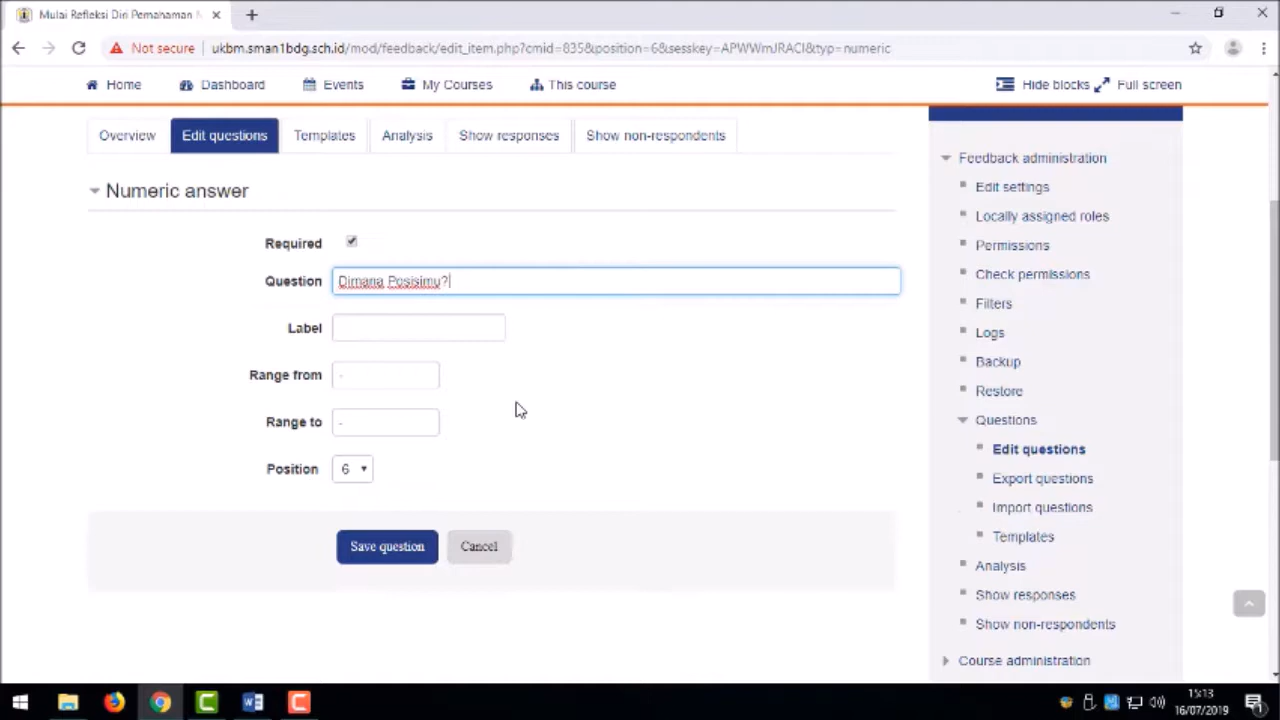 Mulai Refleksi Diri Pemahaman M
Not secure
ukbm.sman1bdg.sch.id/mod/feedback/edit_item.php?cmid=835&position=6&sesskey=APWWmJRACI&typ=numeric
Home
Dashboard
Events
My Courses
This course
Hide blocks
Full screen
Overview
Edit questions
Templates
Analysis
Show responses
Show non-respondents
Numeric answer
Required
Question
Dimana Posisimu?
Label
Range from
-
Range to
-
Position
6
Save question
Cancel
Feedback administration
Edit settings
Locally assigned roles
Permissions
Check permissions
Filters
Logs
Backup
Restore
Questions
Edit questions
Export questions
Import questions
Templates
Analysis
Show responses
Show non-respondents
Course administration
15:13
16/07/2019
1